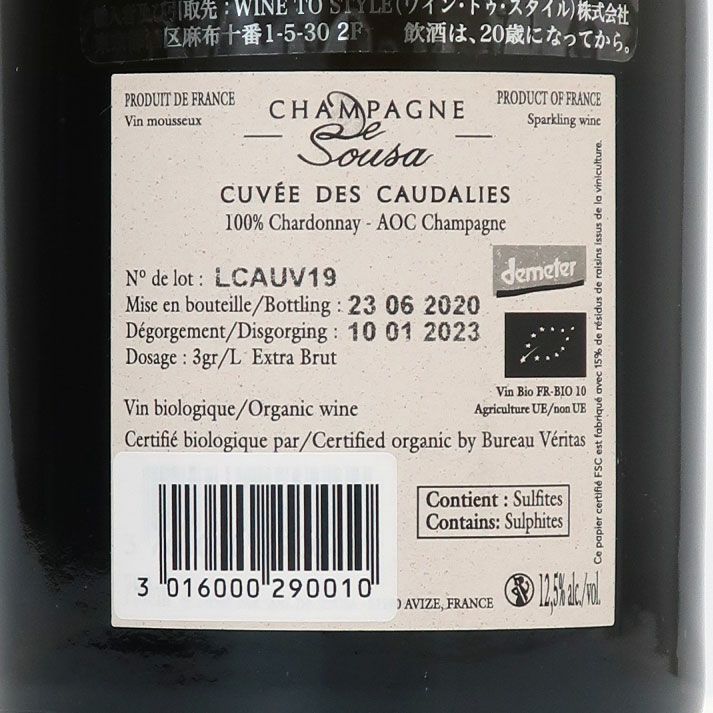 引取先：WINE TO STYLE(ワイン・トゥ・スタイル)株式会社
区麻布十番1-5-30 2F 飲酒は、20歳になってから。
PRODUIT DE FRANCE
Vin mousseux
CHAMPAGNE
De Sousa
PRODUCT OF FRANCE
Sparkling wine
CUVÉE DES CAUDALIES
100% Chardonnay - AOC Champagne
N° de lot : LCAUV19
Mise en bouteille/Bottling : 23 06 2020
Dégorgement/Disgorging : 10 01 2023
Dosage : 3gr/L Extra Brut
demeter
Vin Bio FR-BIO 10
Agriculture UE/non UE
Vin biologique/Organic wine
Certifié biologique par/Certified organic by Bureau Véritas
Contient : Sulfites
Contains: Sulphites
3 016000 290010
AVIZE, FRANCE
12,5% alc./vol.
Ce papier certifié FSC est fabriqué avec 15% de résidus de raisins issus de la viniculture.